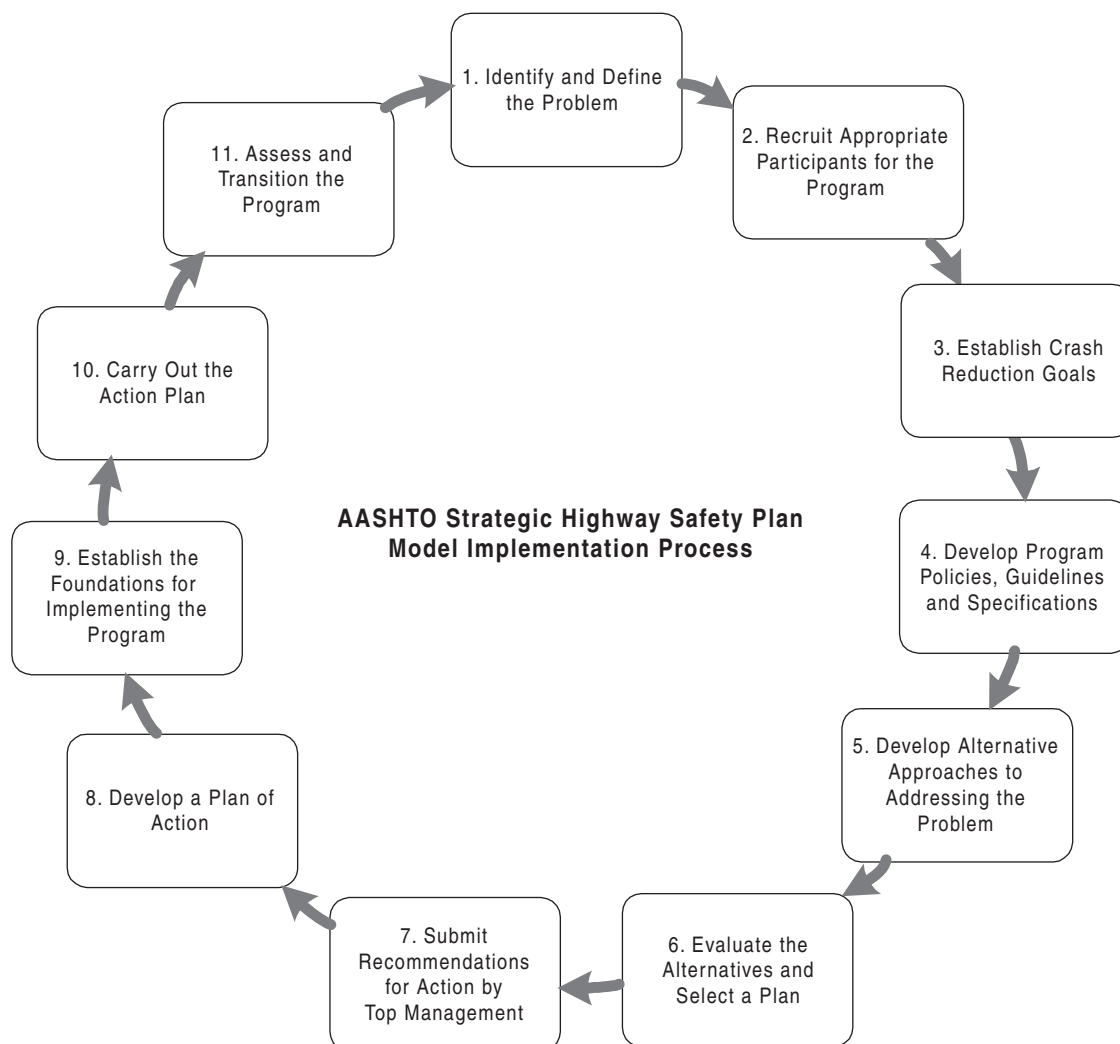 1. Identify and Define
the Problem
2. Recruit Appropriate
Participants for the
Program
3. Establish Crash
Reduction Goals
4. Develop Program
Policies, Guidelines
and Specifications
5. Develop Alternative
Approaches to
Addressing the
Problem
6. Evaluate the
Alternatives and
Select a Plan
7. Submit
Recommendations
for Action by
Top Management
8. Develop a Plan of
Action
9. Establish the
Foundations for
Implementing the
Program
10. Carry Out the
Action Plan
11. Assess and
Transition the
Program
AASHTO Strategic Highway Safety Plan
Model Implementation Process